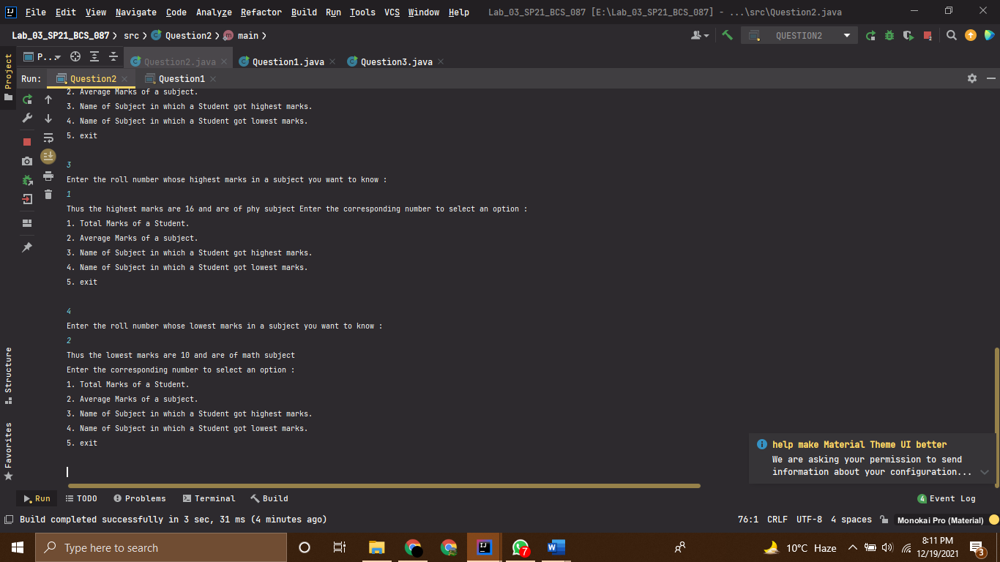 File Edit View Navigate Code Analyze Refactor Build Run Tools VCS Window Help Lab_03_SP21_BCS_087 [E:\Lab_03_SP21_BCS_087] - ...\src\Question2.java
Lab_03_SP21_BCS_087 src Question2 main QUESTION2
P... Question2.java Question1.java Question3.java
Project
Run: Question2 Question1
2. Average Marks of a subject.
3. Name of Subject in which a Student got highest marks.
4. Name of Subject in which a Student got lowest marks.
5. exit
3
Enter the roll number whose highest marks in a subject you want to know :
1
Thus the highest marks are 16 and are of phy subject Enter the corresponding number to select an option :
1. Total Marks of a Student.
2. Average Marks of a subject.
3. Name of Subject in which a Student got highest marks.
4. Name of Subject in which a Student got lowest marks.
5. exit
4
Enter the roll number whose lowest marks in a subject you want to know :
2
Thus the lowest marks are 10 and are of math subject
Enter the corresponding number to select an option :
1. Total Marks of a Student.
2. Average Marks of a subject.
3. Name of Subject in which a Student got highest marks.
4. Name of Subject in which a Student got lowest marks.
5. exit
Structure
Favorites
help make Material Theme UI better
We are asking your permission to send
information about your configuration...
Run TODO Problems Terminal Build 4 Event Log
Build completed successfully in 3 sec, 31 ms (4 minutes ago) 76:1 CRLF UTF-8 4 spaces Monokai Pro (Material)
Type here to search 7 10°C Haze 8:11 PM
12/19/2021 3